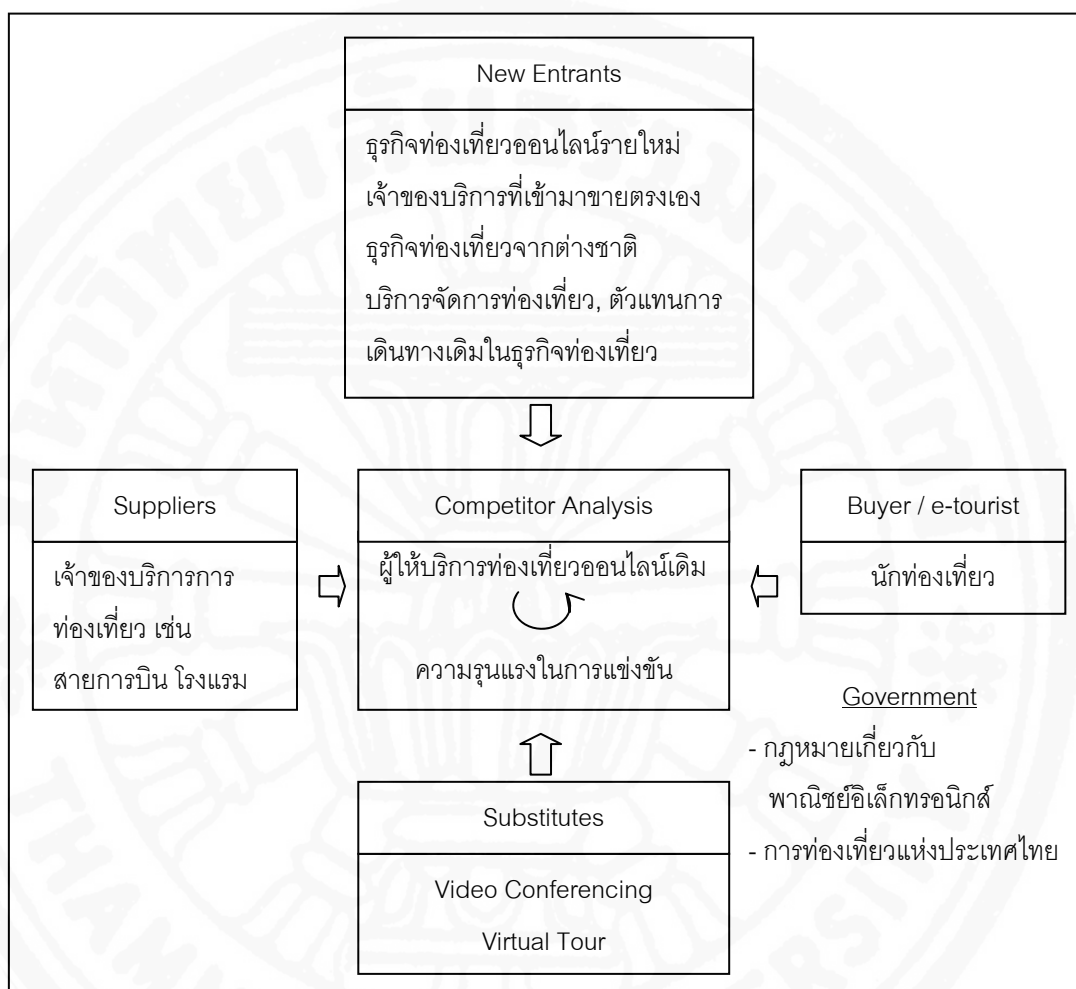 New Entrants
ธุรกิจท่องเที่ยวออนไลน์รายใหม่
เจ้าของบริการที่เข้ามาขายตรงเอง
ธุรกิจท่องเที่ยวจากต่างชาติ
บริการจัดการท่องเที่ยว, ตัวแทนการ
เดินทางเดิมในธุรกิจท่องเที่ยว
Suppliers
เจ้าของบริการการ
ท่องเที่ยว เช่น
สายการบิน โรงแรม
Competitor Analysis
ผู้ให้บริการท่องเที่ยวออนไลน์เดิม
ความรุนแรงในการแข่งขัน
Buyer / e-tourist
นักท่องเที่ยว
Government
- กฎหมายเกี่ยวกับ
พาณิชย์อิเล็กทรอนิกส์
- การท่องเที่ยวแห่งประเทศไทย
Substitutes
Video Conferencing
Virtual Tour